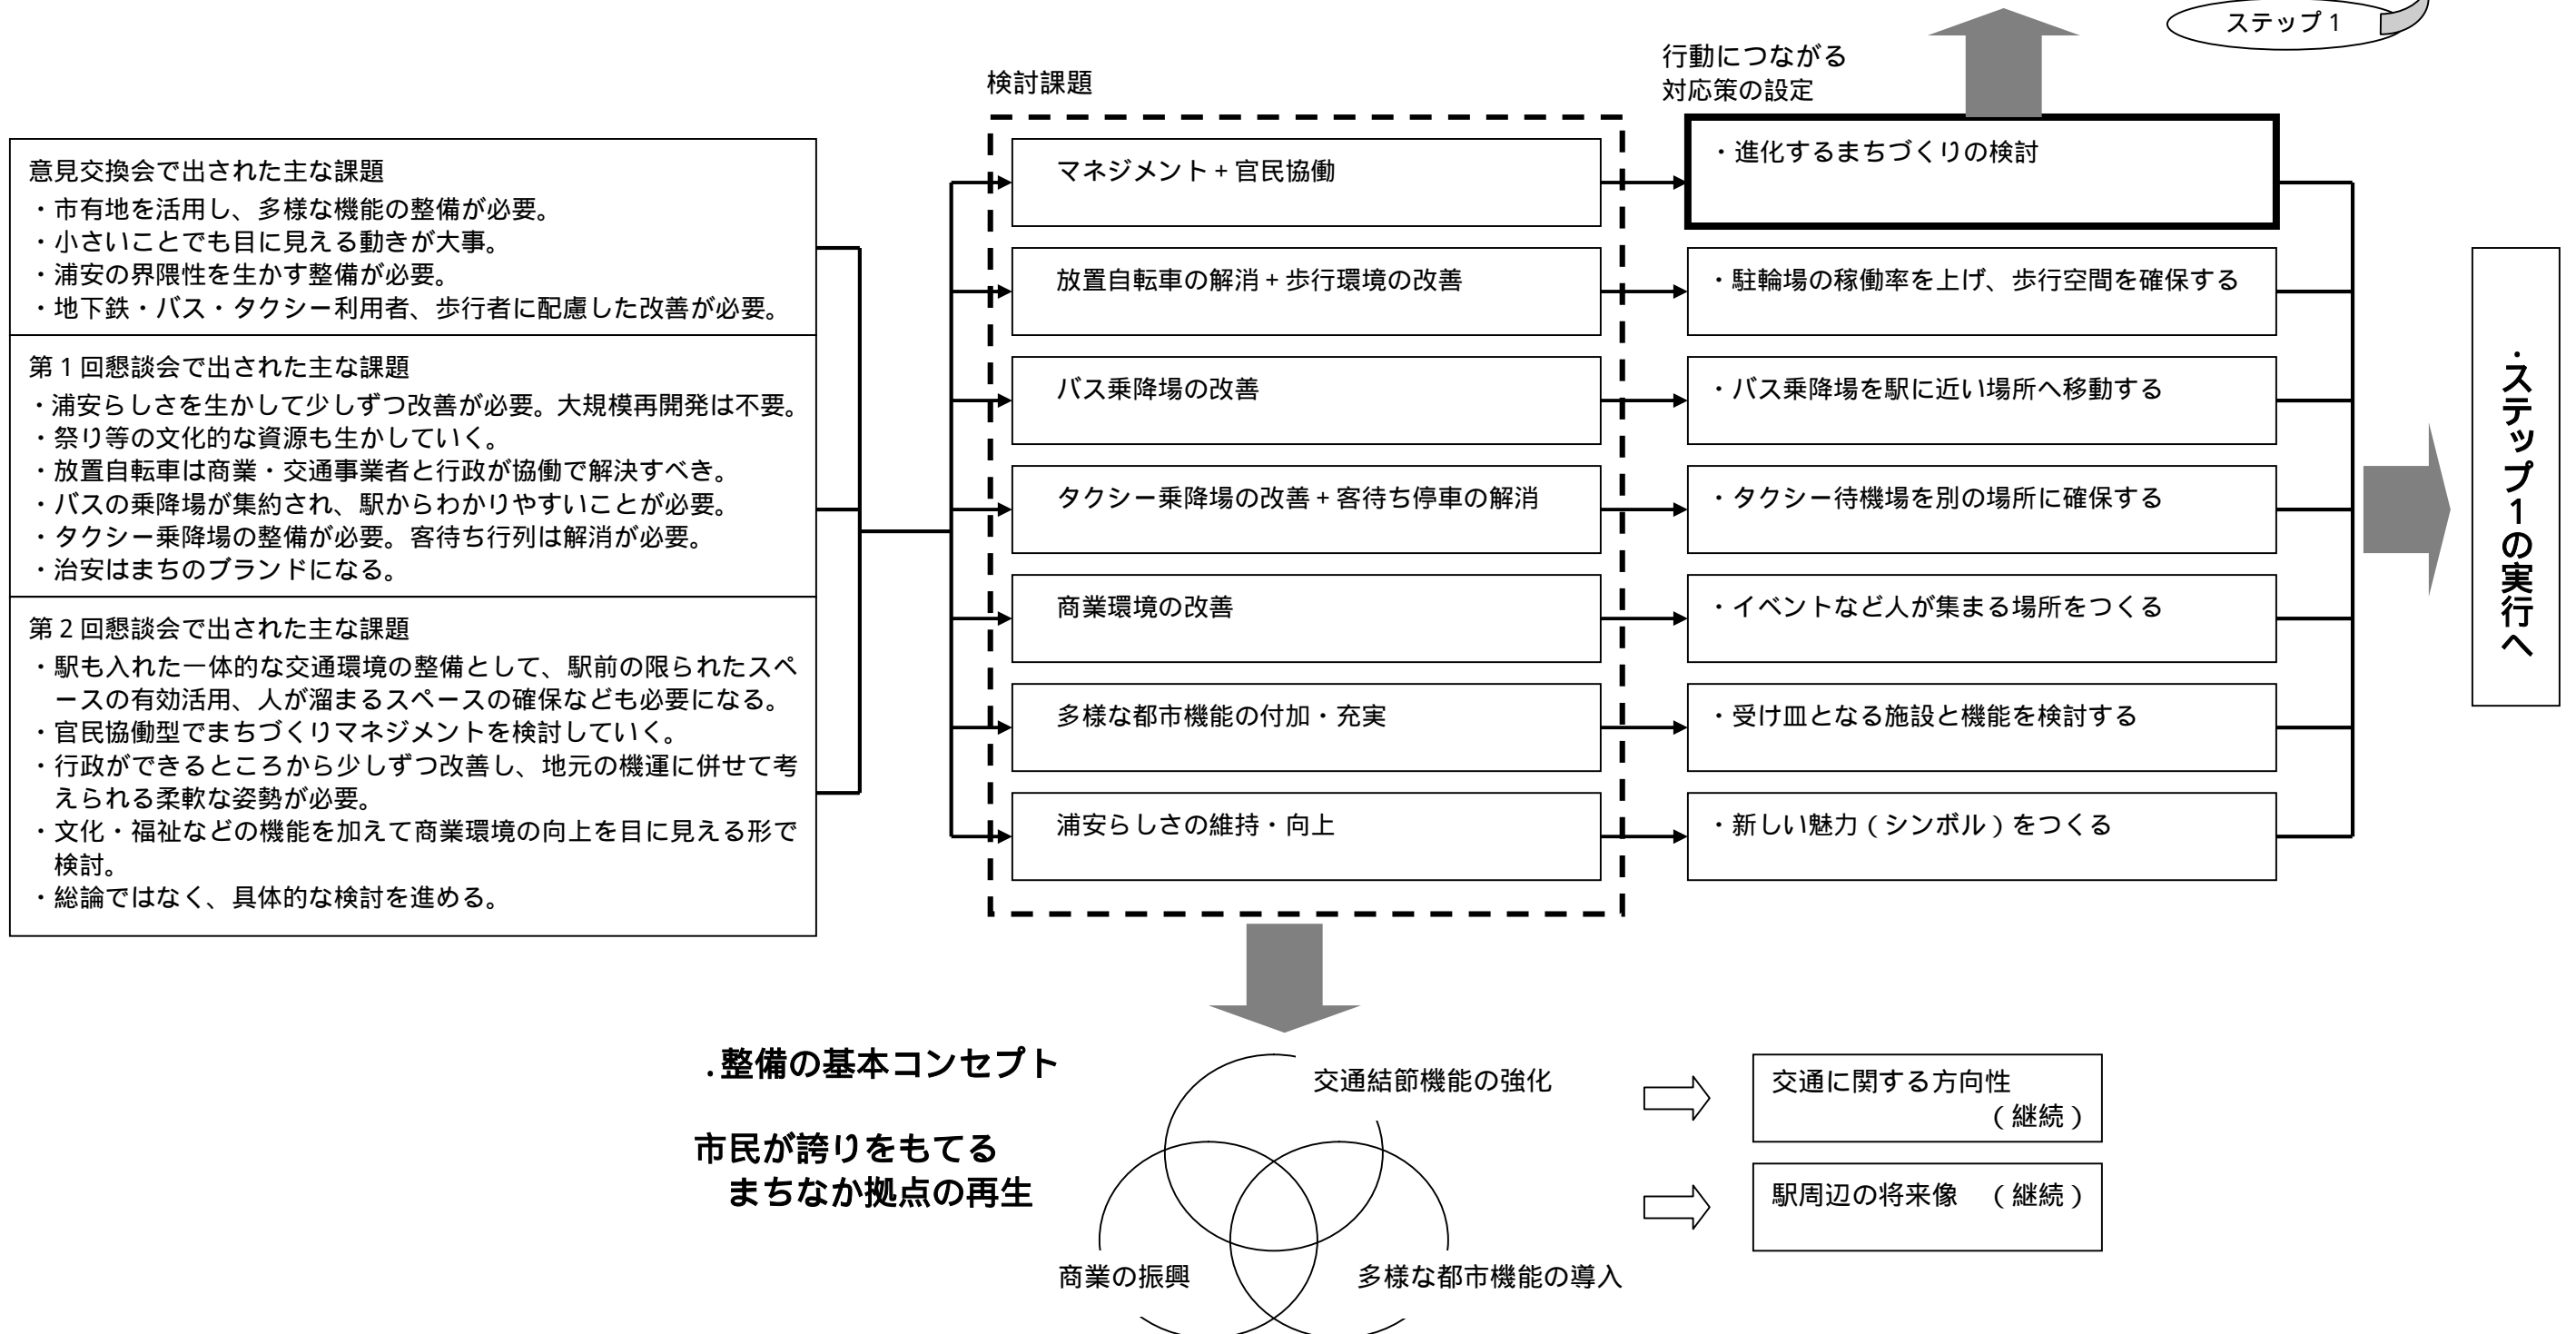 ステップ１
行動につながる
対応策の設定
検討課題
意見交換会で出された主な課題
・市有地を活用し、多様な機能の整備が必要。
・小さいことでも目に見える動きが大事。
・浦安の界隈性を生かす整備が必要。
・地下鉄・バス・タクシー利用者、歩行者に配慮した改善が必要。
第１回懇談会で出された主な課題
・浦安らしさを生かして少しずつ改善が必要。大規模再開発は不要。
・祭り等の文化的な資源も生かしていく。
・放置自転車は商業・交通事業者と行政が協働で解決すべき。
・バスの乗降場が集約され、駅からわかりやすいことが必要。
・タクシー乗降場の整備が必要。客待ち行列は解消が必要。
・治安はまちのブランドになる。
第２回懇談会で出された主な課題
・駅も入れた一体的な交通環境の整備として、駅前の限られたスペ
ースの有効活用、人が溜まるスペースの確保なども必要になる。
・官民協働型でまちづくりマネジメントを検討していく。
・行政ができるところから少しずつ改善し、地元の機運に併せて考
えられる柔軟な姿勢が必要。
・文化・福祉などの機能を加えて商業環境の向上を目に見える形で
検討。
・総論ではなく、具体的な検討を進める。
マネジメント＋官民協働
放置自転車の解消＋歩行環境の改善
バス乗降場の改善
タクシー乗降場の改善＋客待ち停車の解消
商業環境の改善
多様な都市機能の付加・充実
浦安らしさの維持・向上
・進化するまちづくりの検討
・駐輪場の稼働率を上げ、歩行空間を確保する
・バス乗降場を駅に近い場所へ移動する
・タクシー待機場を別の場所に確保する
・イベントなど人が集まる場所をつくる
・受け皿となる施設と機能を検討する
・新しい魅力（シンボル）をつくる
．ステップ１の実行へ
．整備の基本コンセプト
市民が誇りをもてる
まちなか拠点の再生
交通結節機能の強化
商業の振興
多様な都市機能の導入
交通に関する方向性
（継続）
駅周辺の将来像　（継続）